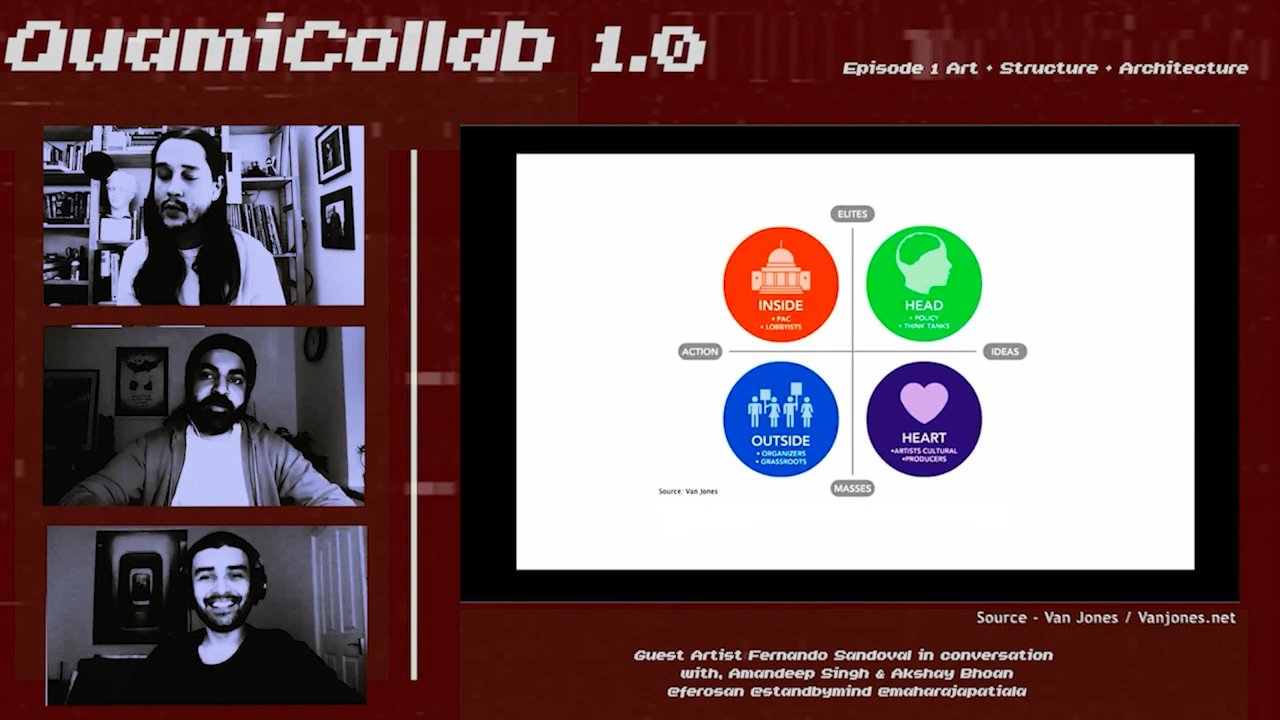 QuamiCollab 1.0
Episode 1 Art + Structure + Architecture
ELITES
INSIDE
• PAC
• LOBBYISTS
HEAD
• POLICY
• THINK TANKS
ACTION
IDEAS
OUTSIDE
• ORGANIZERS
• GRASSROOTS
HEART
•ARTISTS CULTURAL
•PRODUCERS
MASSES
Source: Van Jones
Source - Van Jones / Vanjones.net
Guest Artist Fernando Sandoval in conversation
with, Amandeep Singh & Akshay Bhoan
@ferosan @standbymind @maharajapatiala